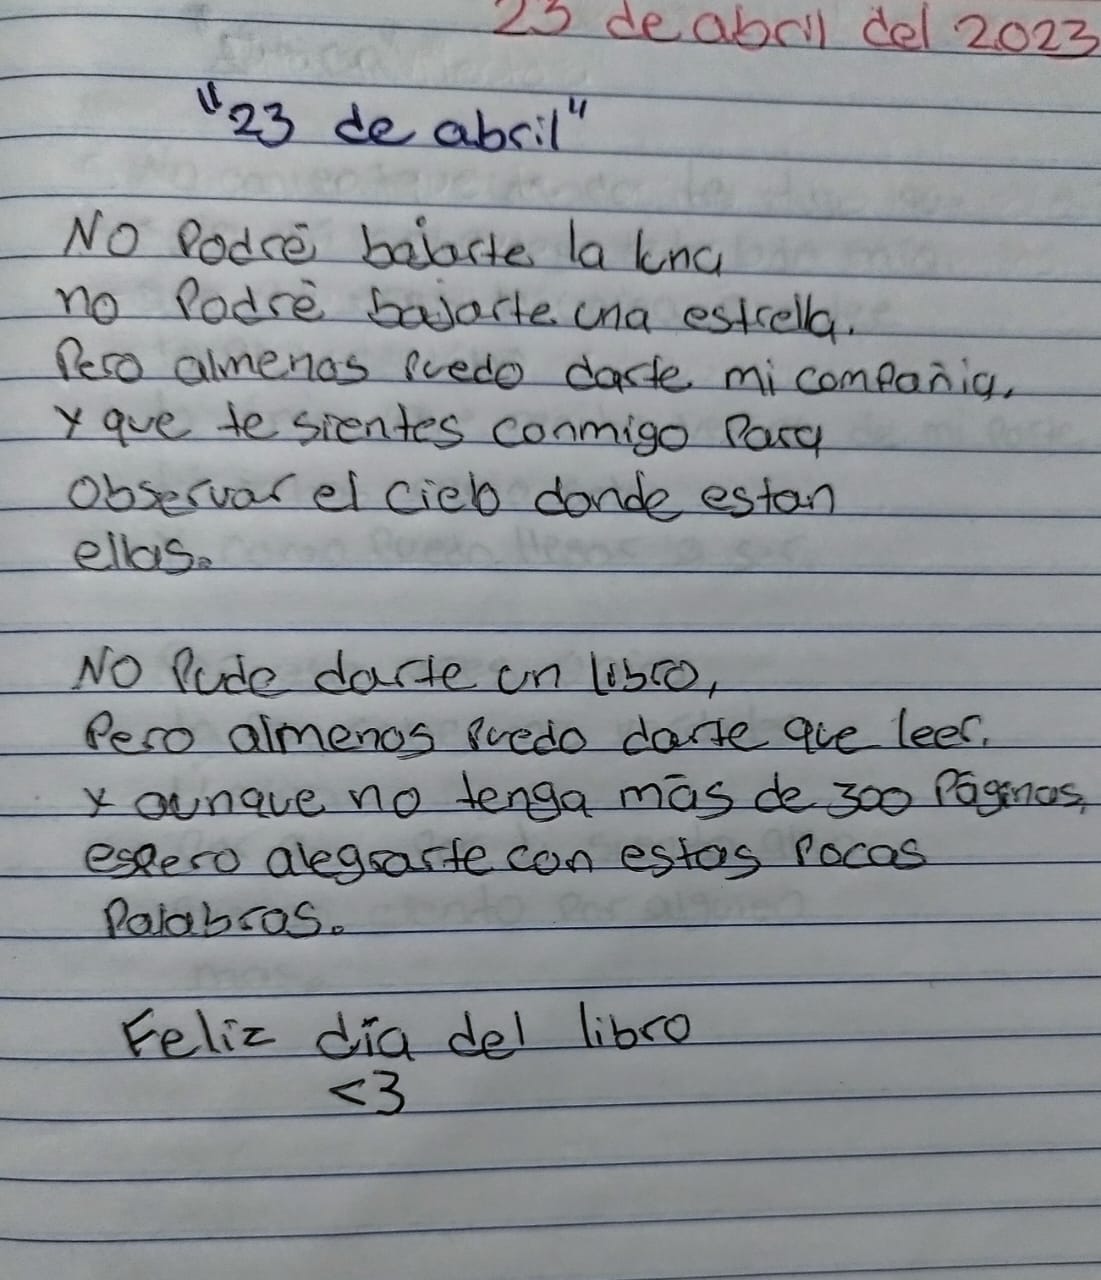 23 de abril del 2023
"23 de abril"
No Podré bajarte la luna
no Podré bajarte una estrella.
Pero almenos Puedo darte mi compañia,
y que te sientes conmigo Para
observar el cielo donde estan
ellas.
No Pude darte un libro,
Pero almenos Puedo darte que leer.
y aunque no tenga más de 300 Páginas,
espero alegrarte con estas Pocas
Palabras.
Feliz día del libro
<3